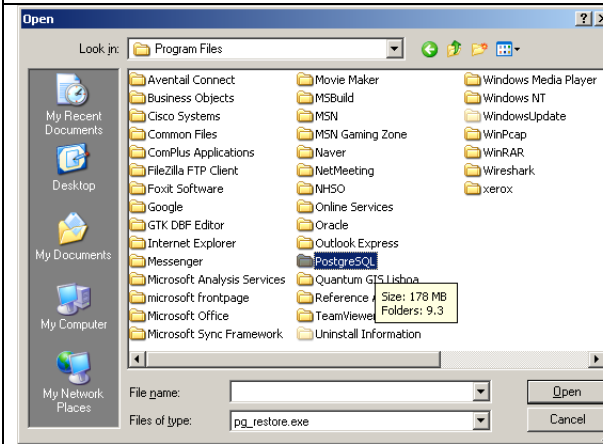 Open
Look in: Program Files
My Recent Documents
Desktop
My Documents
My Computer
My Network Places
Aventail Connect
Business Objects
Cisco Systems
Common Files
ComPlus Applications
FileZilla FTP Client
Foxit Software
Google
GTK DBF Editor
Internet Explorer
Messenger
Microsoft Analysis Services
microsoft frontpage
Microsoft Office
Microsoft Sync Framework
Movie Maker
MSBuild
MSN
MSN Gaming Zone
Naver
NetMeeting
NHSO
Online Services
Oracle
Outlook Express
PostgreSQL
Quantum GIS Lisboa
Reference
TeamViewer
Uninstall Information
Windows Media Player
Windows NT
WindowsUpdate
WinPcap
WinRAR
Wireshark
xerox
Size: 178 MB
Folders: 9.3
File name:
Open
Files of type: pg_restore.exe
Cancel